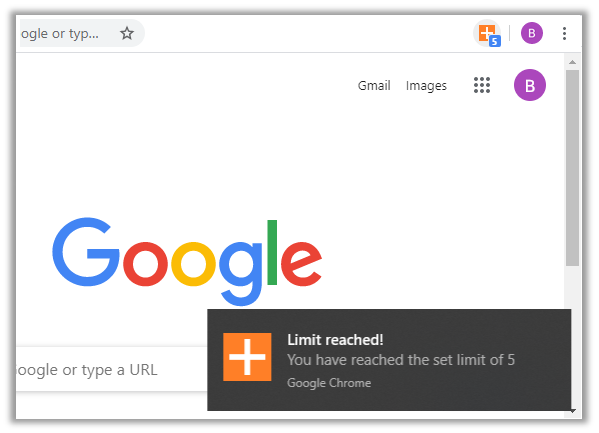 ogle or typ...
5
B
Gmail Images
B
Google
Google or type a URL
Limit reached!
You have reached the set limit of 5
Google Chrome